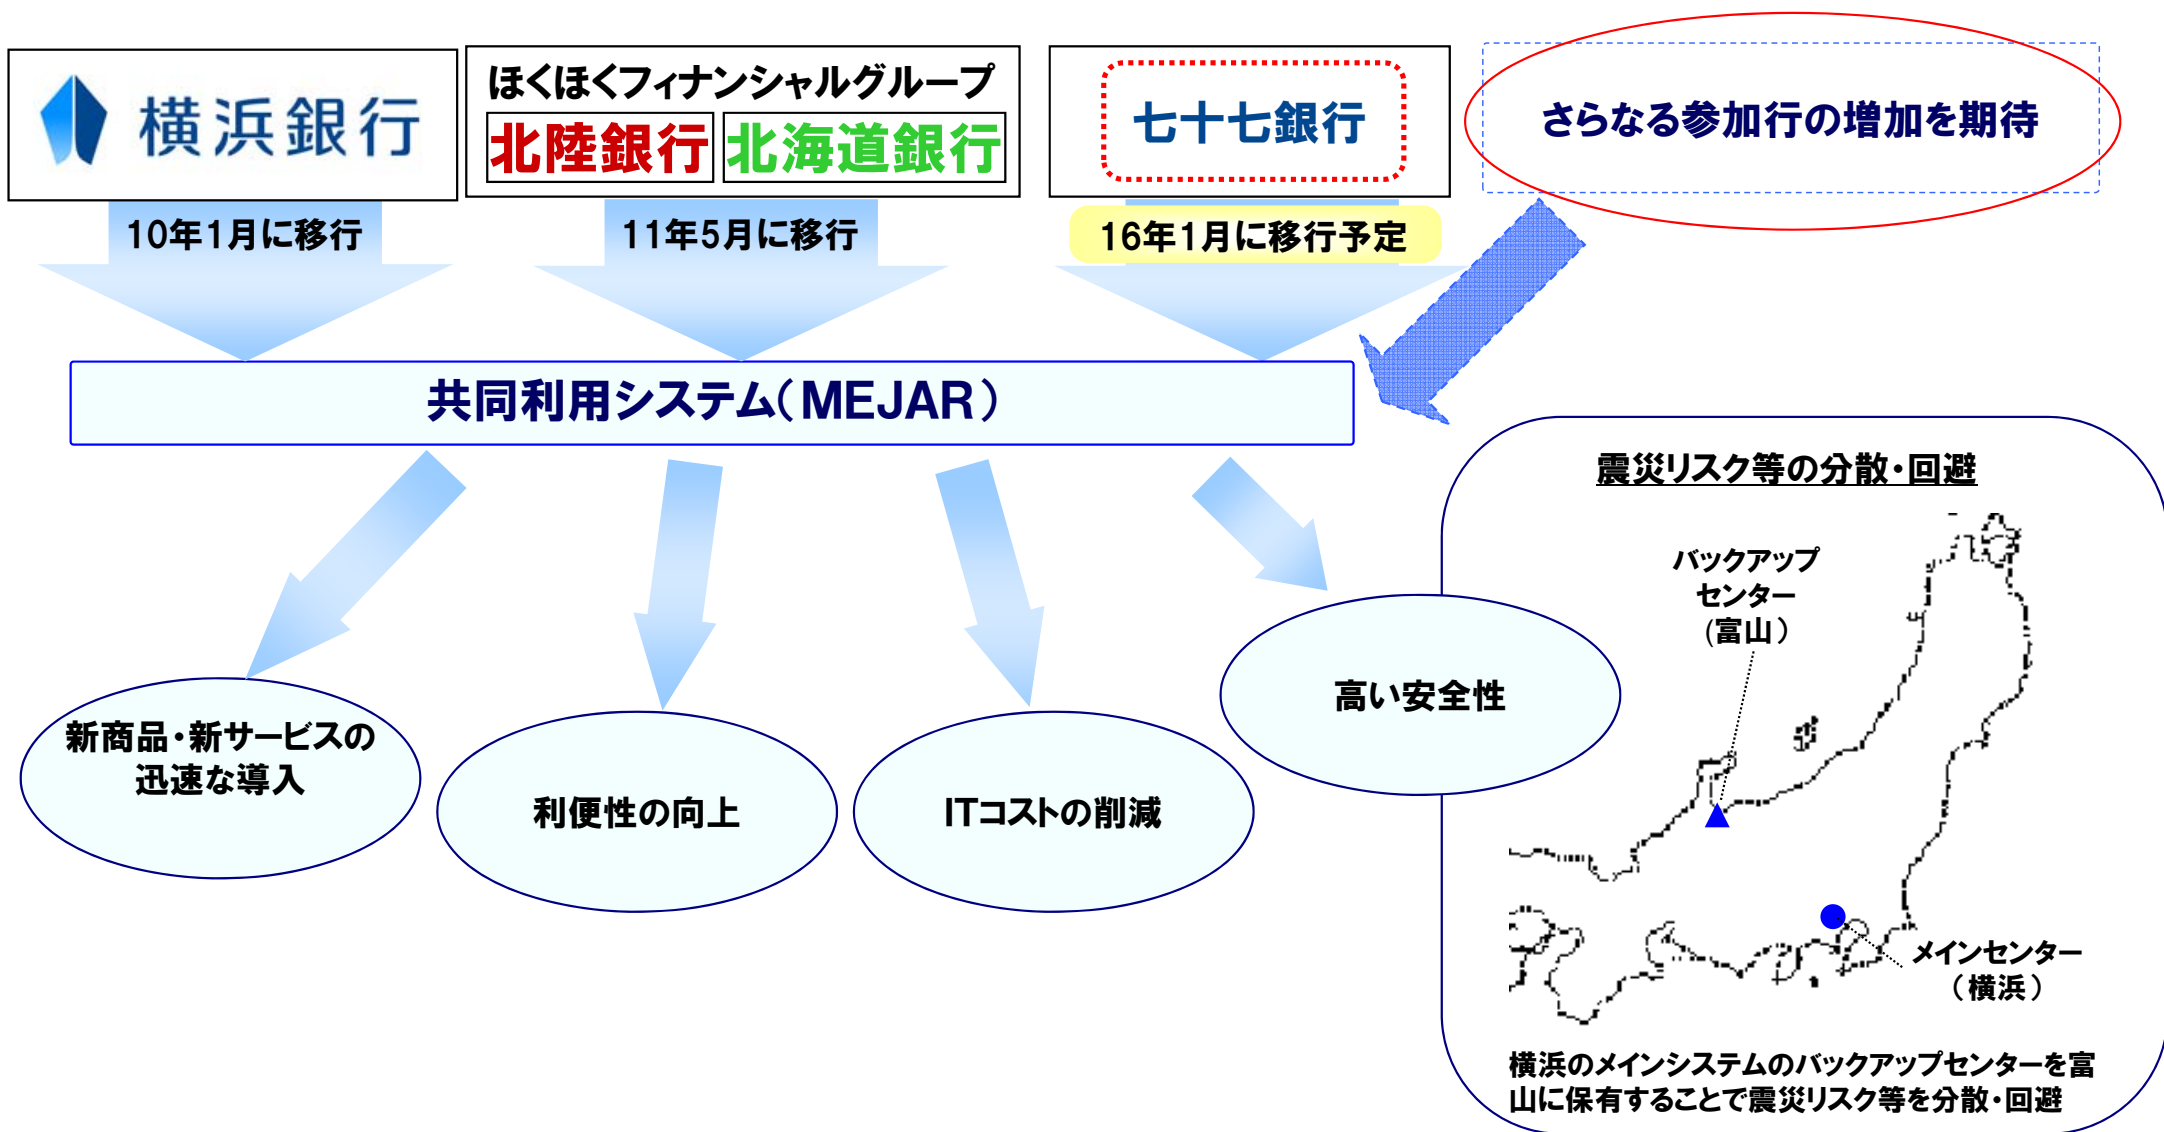 横浜銀行
ほくほくフィナンシャルグループ
北陸銀行 北海道銀行
七十七銀行
さらなる参加行の増加を期待
10年1月に移行
11年5月に移行
16年1月に移行予定
共同利用システム(MEJAR)
新商品・新サービスの
迅速な導入
利便性の向上
ITコストの削減
高い安全性
震災リスク等の分散・回避
バックアップ
センター
(富山)
メインセンター
(横浜)
横浜のメインシステムのバックアップセンターを富
山に保有することで震災リスク等を分散・回避